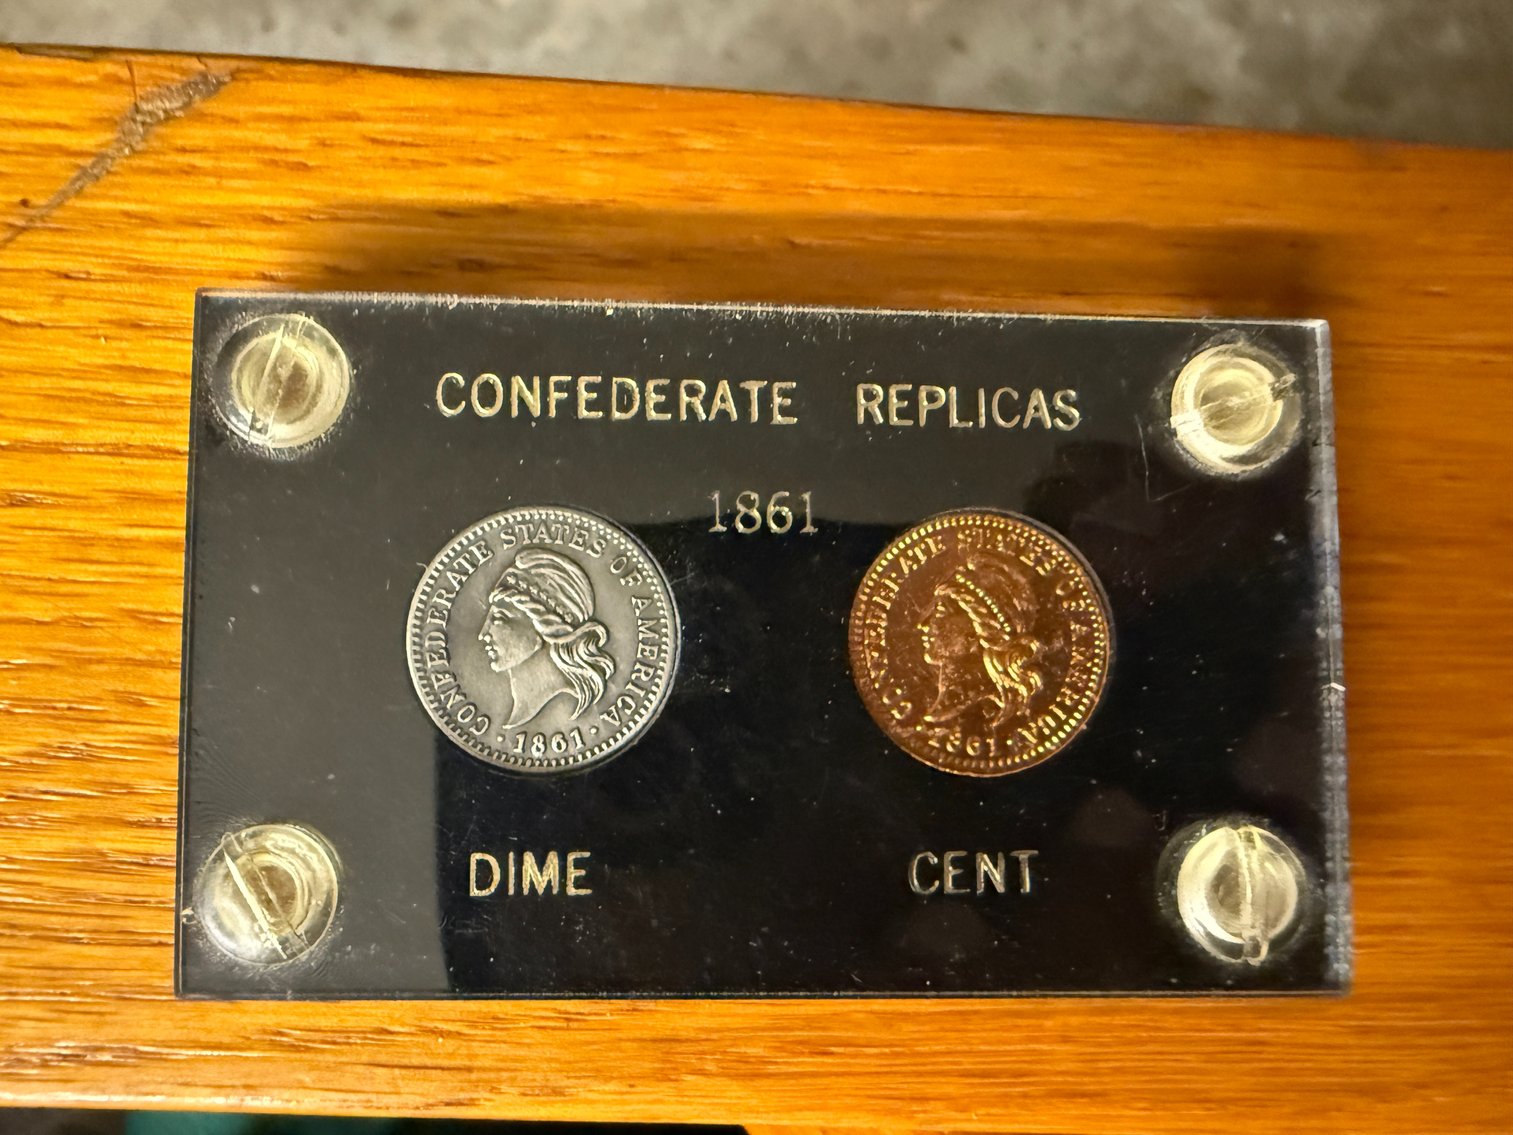 CONFEDERATE REPLICAS
1861
CONFEDERATE STATES OF AMERICA
· 1861 ·
CONFEDERATE STATES OF AMERICA
· 1861 ·
DIME CENT